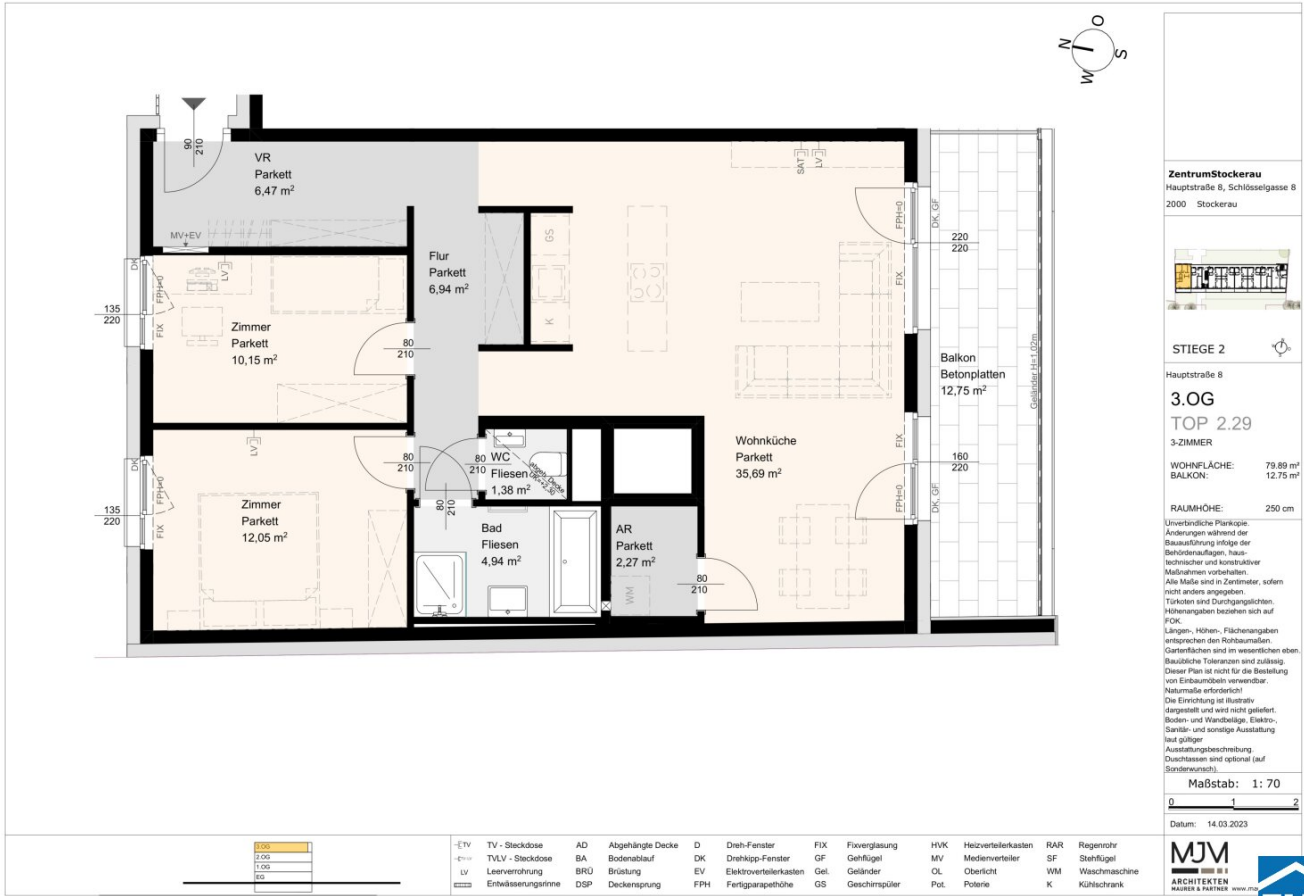 N
O
S
W
90
210
VR
Parkett
6,47 m²
MV+EV
SAT
LV
FPH=0
DK, GF
220
220
FIX
GS
K
Flur
Parkett
6,94 m²
DK
LV
FPH=0
135
220
FIX
Zimmer
Parkett
10,15 m²
80
210
Balkon
Betonplatten
12,75 m²
Geländer H=1,02m
LV
80
210
80
210
WC
Fliesen
1,38 m²
abgeh. Decke
Wohnküche
Parkett
35,69 m²
FIX
160
220
FPH=0
DK, GF
DK
FPH=0
135
220
FIX
Zimmer
Parkett
12,05 m²
80
210
Bad
Fliesen
4,94 m²
AR
Parkett
2,27 m²
WM
80
210
ZentrumStockerau
Hauptstraße 8, Schlösselgasse 8
2000 Stockerau
STIEGE 2
Hauptstraße 8
3.OG
TOP 2.29
3-ZIMMER
WOHNFLÄCHE: 79.89 m²
BALKON: 12.75 m²
RAUMHÖHE: 250 cm
Unverbindliche Plankopie.
Änderungen während der
Bauausführung infolge der
Behördenauflagen, haus-
technischer und konstruktiver
Maßnahmen vorbehalten.
Alle Maße sind in Zentimeter, sofern
nicht anders angegeben.
Türkoten sind Durchgangslichten.
Höhenangaben beziehen sich auf
FOK.
Längen-, Höhen-, Flächenangaben
entsprechen den Rohbaumaßen.
Gartenflächen sind im wesentlichen eben.
Bauübliche Toleranzen sind zulässig.
Dieser Plan ist nicht für die Bestellung
von Einbaumöbeln verwendbar.
Naturmaße erforderlich!
Die Einrichtung ist illustrativ
dargestellt und wird nicht geliefert.
Boden- und Wandbeläge, Elektro-,
Sanitär- und sonstige Ausstattung
laut gültiger
Ausstattungsbeschreibung.
Duschtassen sind optional (auf
Sonderwunsch).
Maßstab: 1: 70
0 1 2
Datum: 14.03.2023
MJM
ARCHITEKTEN
MAURER & PARTNER www.ma
3.OG
2.OG
1.OG
EG
TV TV - Steckdose AD Abgehängte Decke D Dreh-Fenster FIX Fixverglasung HVK Heizverteilerkasten RAR Regenrohr
TVLV - Steckdose BA Bodenablauf DK Drehkipp-Fenster GF Gehflügel MV Medienverteiler SF Stehflügel
LV Leerverrohrung BRÜ Brüstung EV Elektroverteilerkasten Gel. Geländer OL Oberlicht WM Waschmaschine
Entwässerungsrinne DSP Deckensprung FPH Fertigparapethöhe GS Geschirrspüler Pot. Poterie K Kühlschrank